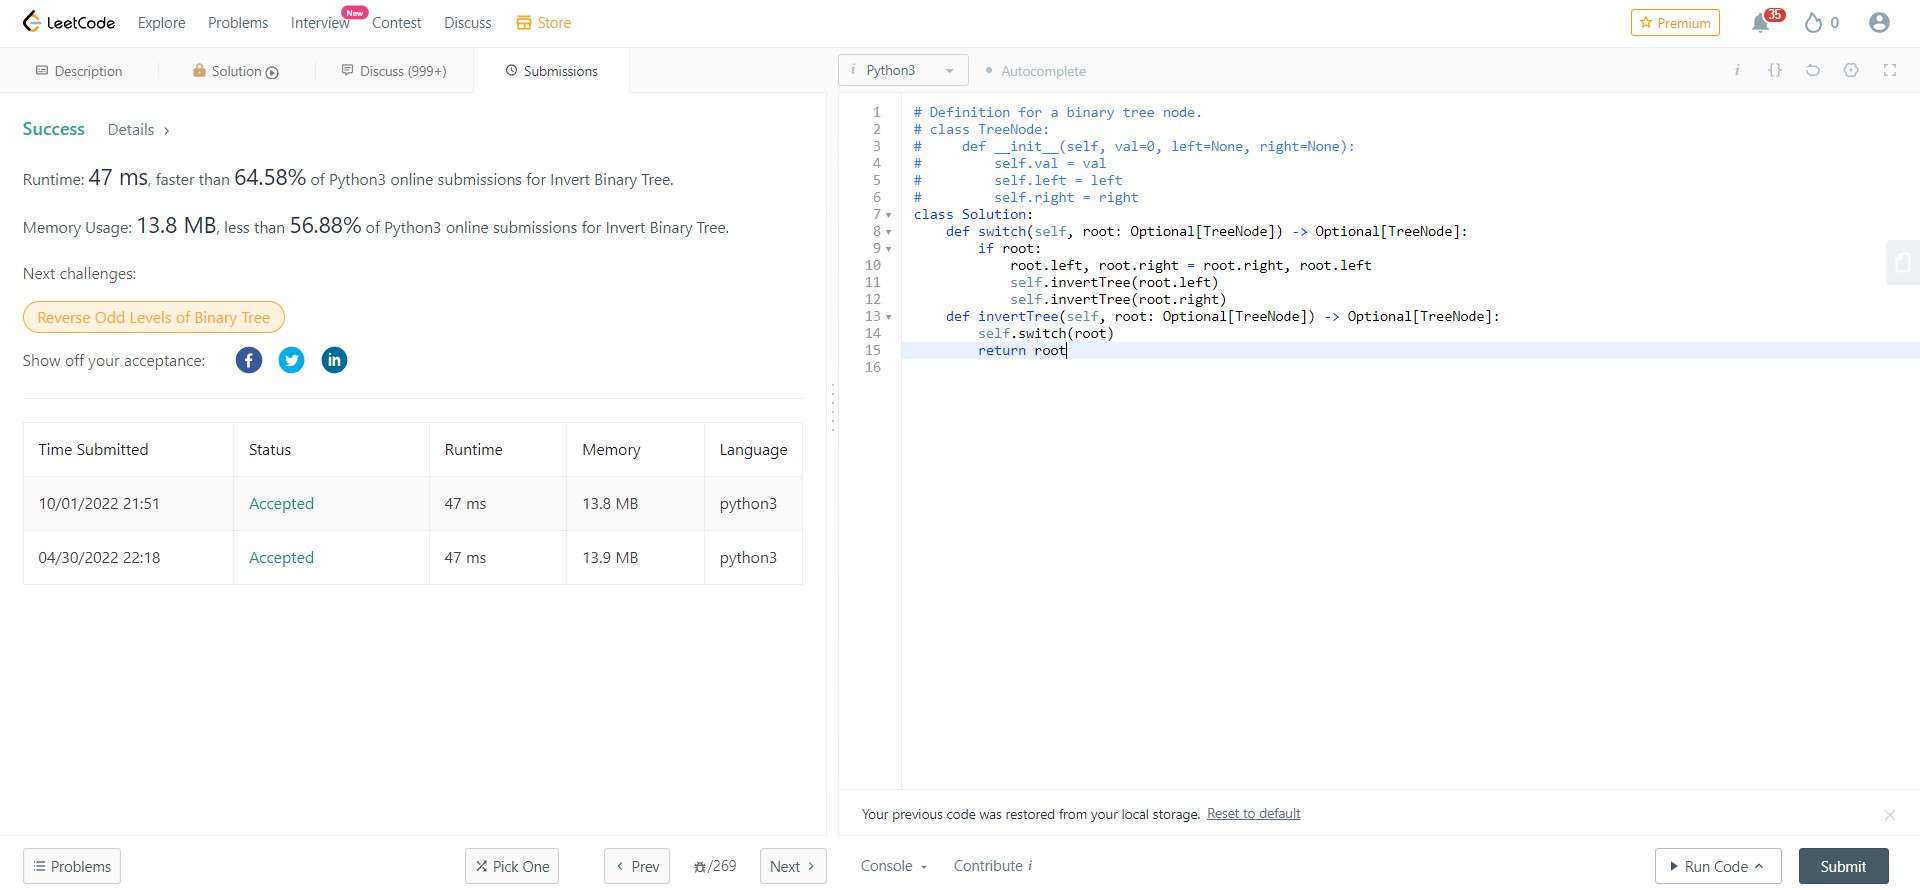 LeetCode Explore Problems Interview New Contest Discuss Store Premium 35 0
Description Solution Discuss (999+) Submissions
Success Details >
Runtime: 47 ms, faster than 64.58% of Python3 online submissions for Invert Binary Tree.
Memory Usage: 13.8 MB, less than 56.88% of Python3 online submissions for Invert Binary Tree.
Next challenges:
Reverse Odd Levels of Binary Tree
Show off your acceptance: f in
Time Submitted Status Runtime Memory Language
10/01/2022 21:51 Accepted 47 ms 13.8 MB python3
04/30/2022 22:18 Accepted 47 ms 13.9 MB python3
Problems Pick One < Prev /269 Next >
i Python3 • Autocomplete i {}
1 # Definition for a binary tree node.
2 # class TreeNode:
3 #     def __init__(self, val=0, left=None, right=None):
4 #         self.val = val
5 #         self.left = left
6 #         self.right = right
7 class Solution:
8     def switch(self, root: Optional[TreeNode]) -> Optional[TreeNode]:
9         if root:
10             root.left, root.right = root.right, root.left
11             self.invertTree(root.left)
12             self.invertTree(root.right)
13     def invertTree(self, root: Optional[TreeNode]) -> Optional[TreeNode]:
14         self.switch(root)
15         return root
16
Your previous code was restored from your local storage. Reset to default
Console Contribute i Run Code Submit